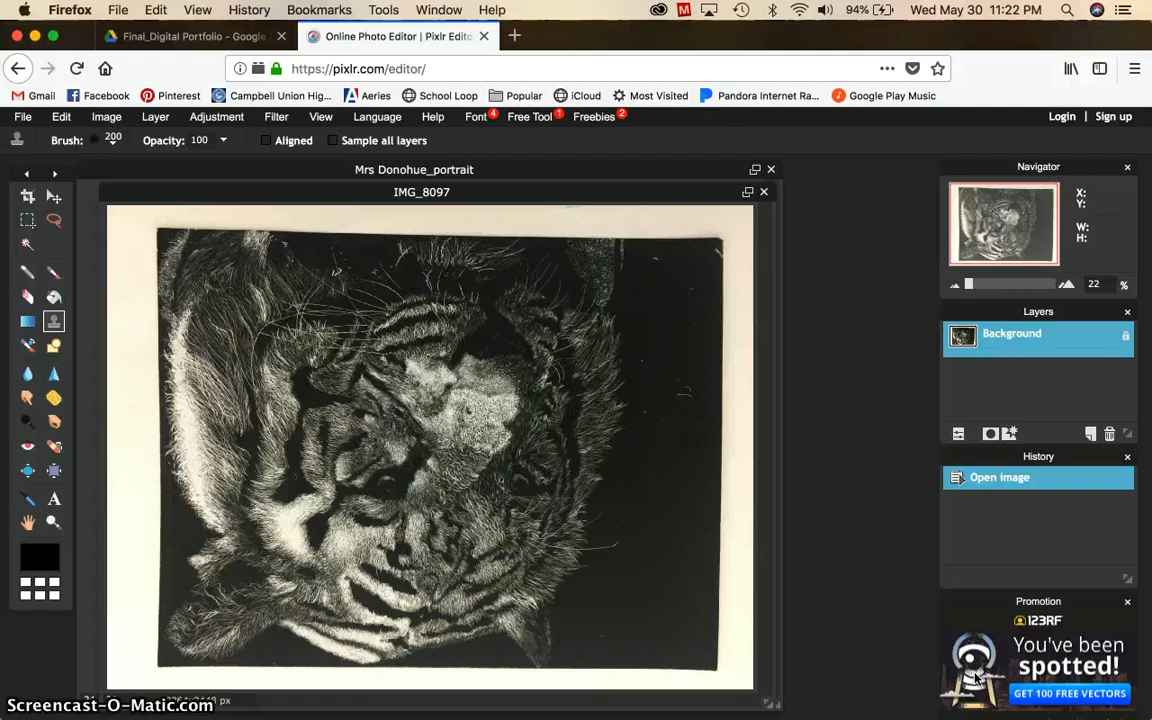 Firefox File Edit View History Bookmarks Tools Window Help 94% Wed May 30 11:22 PM
Final_Digital Portfolio - Google
Online Photo Editor | Pixlr Edito
https://pixlr.com/editor/
Gmail Facebook Pinterest Campbell Union Hig... Aeries School Loop Popular iCloud Most Visited Pandora Internet Ra... Google Play Music
File Edit Image Layer Adjustment Filter View Language Help Font 4 Free Tool 1 Freebies 2 Login | Sign up
Brush: 200 Opacity: 100 Aligned Sample all layers
Mrs Donohue_portrait
IMG_8097
Navigator
X:
Y:
W:
H:
22 %
Layers
Background
History
Open image
Promotion
123RF
You've been
spotted!
GET 100 FREE VECTORS
Screencast-O-Matic.com